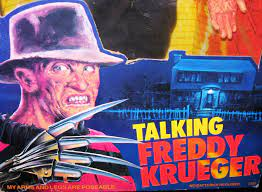 TALKING
FREDDY
KRUEGER
MY ARMS AND LEGS ARE POSEABLE